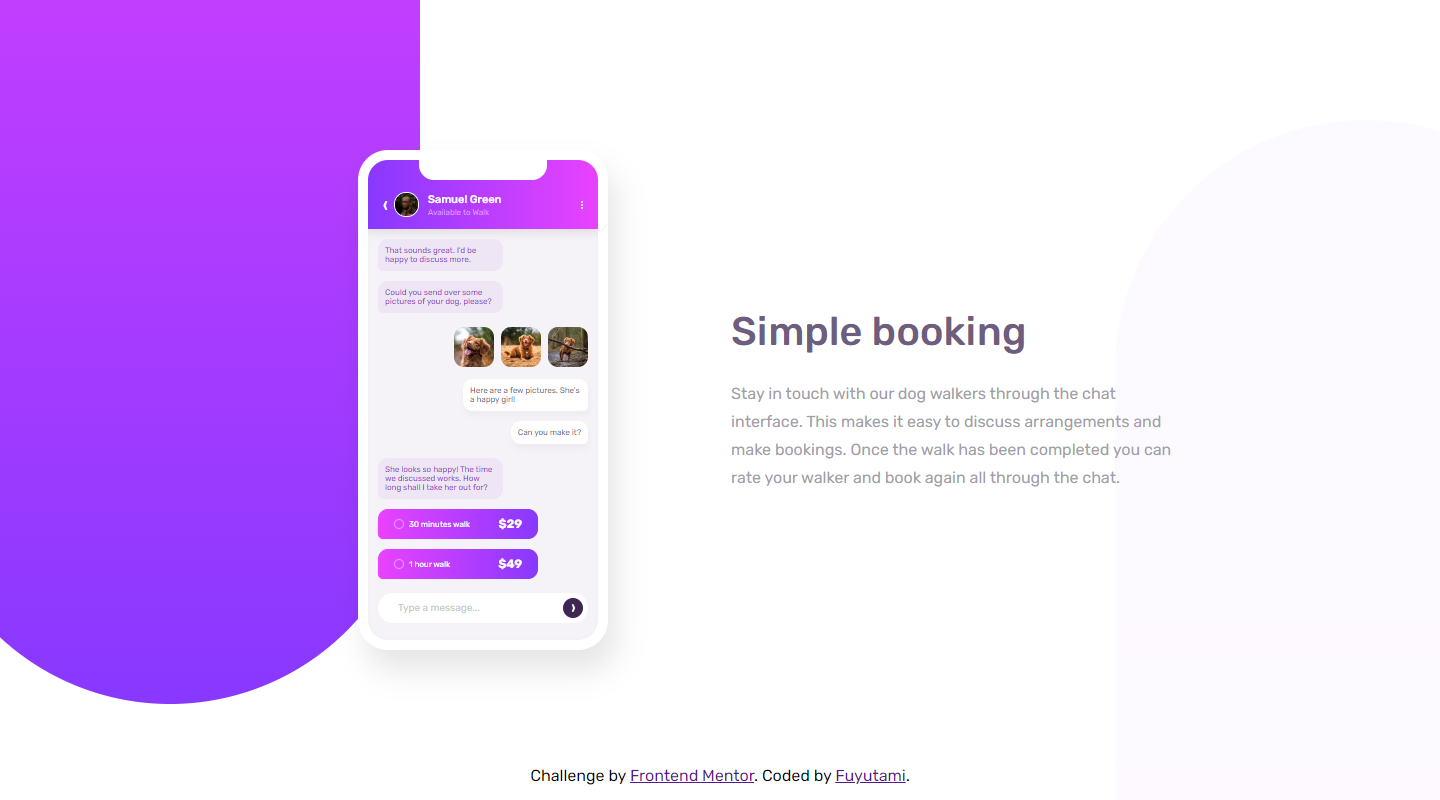 Samuel Green
Available to Walk
That sounds great. I'd be
happy to discuss more.
Could you send over some
pictures of your dog, please?
Here are a few pictures. She's
a happy girl!
Can you make it?
She looks so happy! The time
we discussed works. How
long shall I take her out for?
30 minutes walk $29
1 hour walk $49
Type a message...
Simple booking
Stay in touch with our dog walkers through the chat
interface. This makes it easy to discuss arrangements and
make bookings. Once the walk has been completed you can
rate your walker and book again all through the chat.
Challenge by Frontend Mentor. Coded by Fuyutami.